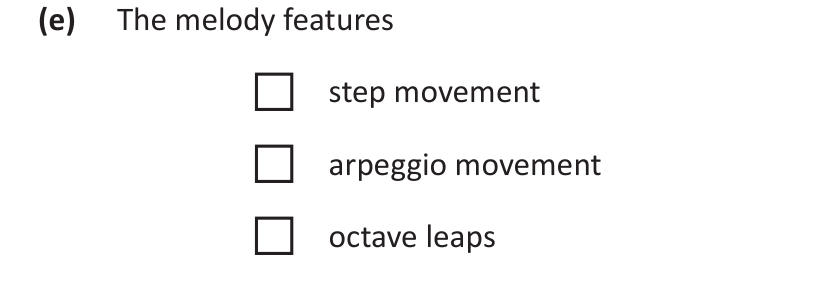 (e) The melody features
step movement
arpeggio movement
octave leaps